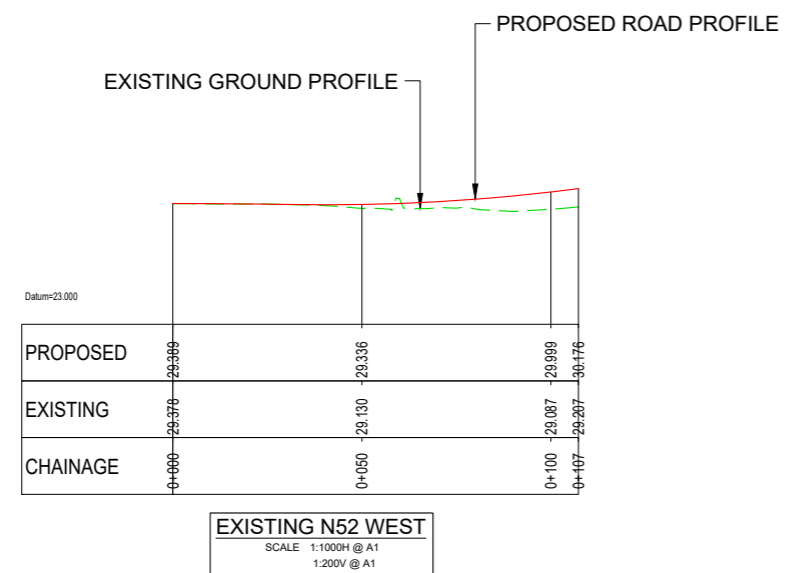 PROPOSED ROAD PROFILE
EXISTING GROUND PROFILE
Datum=23.000
PROPOSED 29.389 29.336 29.999 30.176
EXISTING 29.378 29.130 29.087 29.207
CHAINAGE 0+000 0+050 0+100 0+107
EXISTING N52 WEST
SCALE 1:1000H @ A1
1:200V @ A1